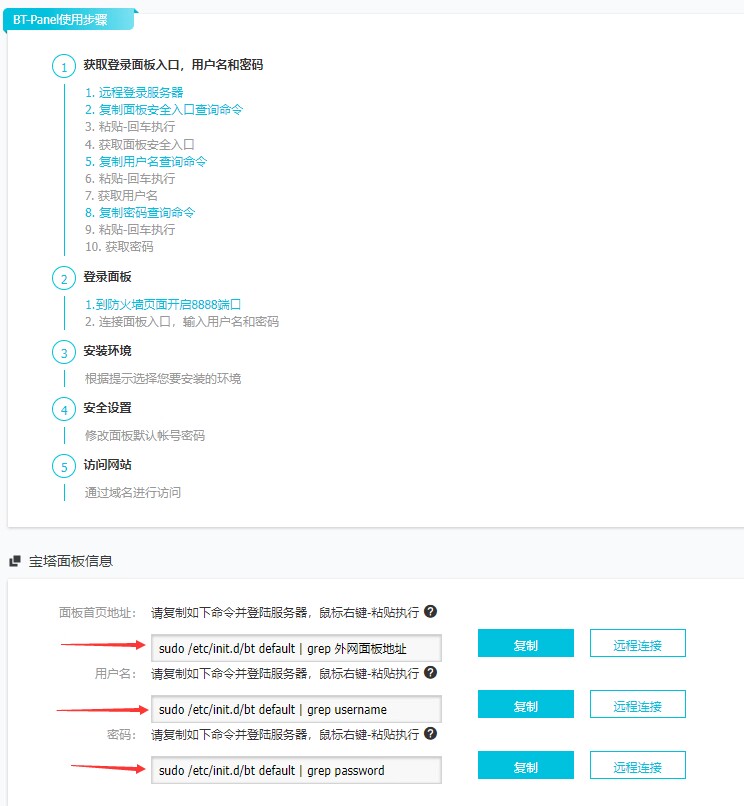 BT-Panel使用步骤
1 获取登录面板入口，用户名和密码
1. 远程登录服务器
2. 复制面板安全入口查询命令
3. 粘贴-回车执行
4. 获取面板安全入口
5. 复制用户名查询命令
6. 粘贴-回车执行
7. 获取用户名
8. 复制密码查询命令
9. 粘贴-回车执行
10. 获取密码
2 登录面板
1.到防火墙页面开启8888端口
2. 连接面板入口，输入用户名和密码
3 安装环境
根据提示选择您要安装的环境
4 安全设置
修改面板默认帐号密码
5 访问网站
通过域名进行访问
宝塔面板信息
面板首页地址： 请复制如下命令并登陆服务器，鼠标右键-粘贴执行 ?
sudo /etc/init.d/bt default | grep 外网面板地址 复制 远程连接
用户名： 请复制如下命令并登陆服务器，鼠标右键-粘贴执行 ?
sudo /etc/init.d/bt default | grep username 复制 远程连接
密码： 请复制如下命令并登陆服务器，鼠标右键-粘贴执行 ?
sudo /etc/init.d/bt default | grep password 复制 远程连接